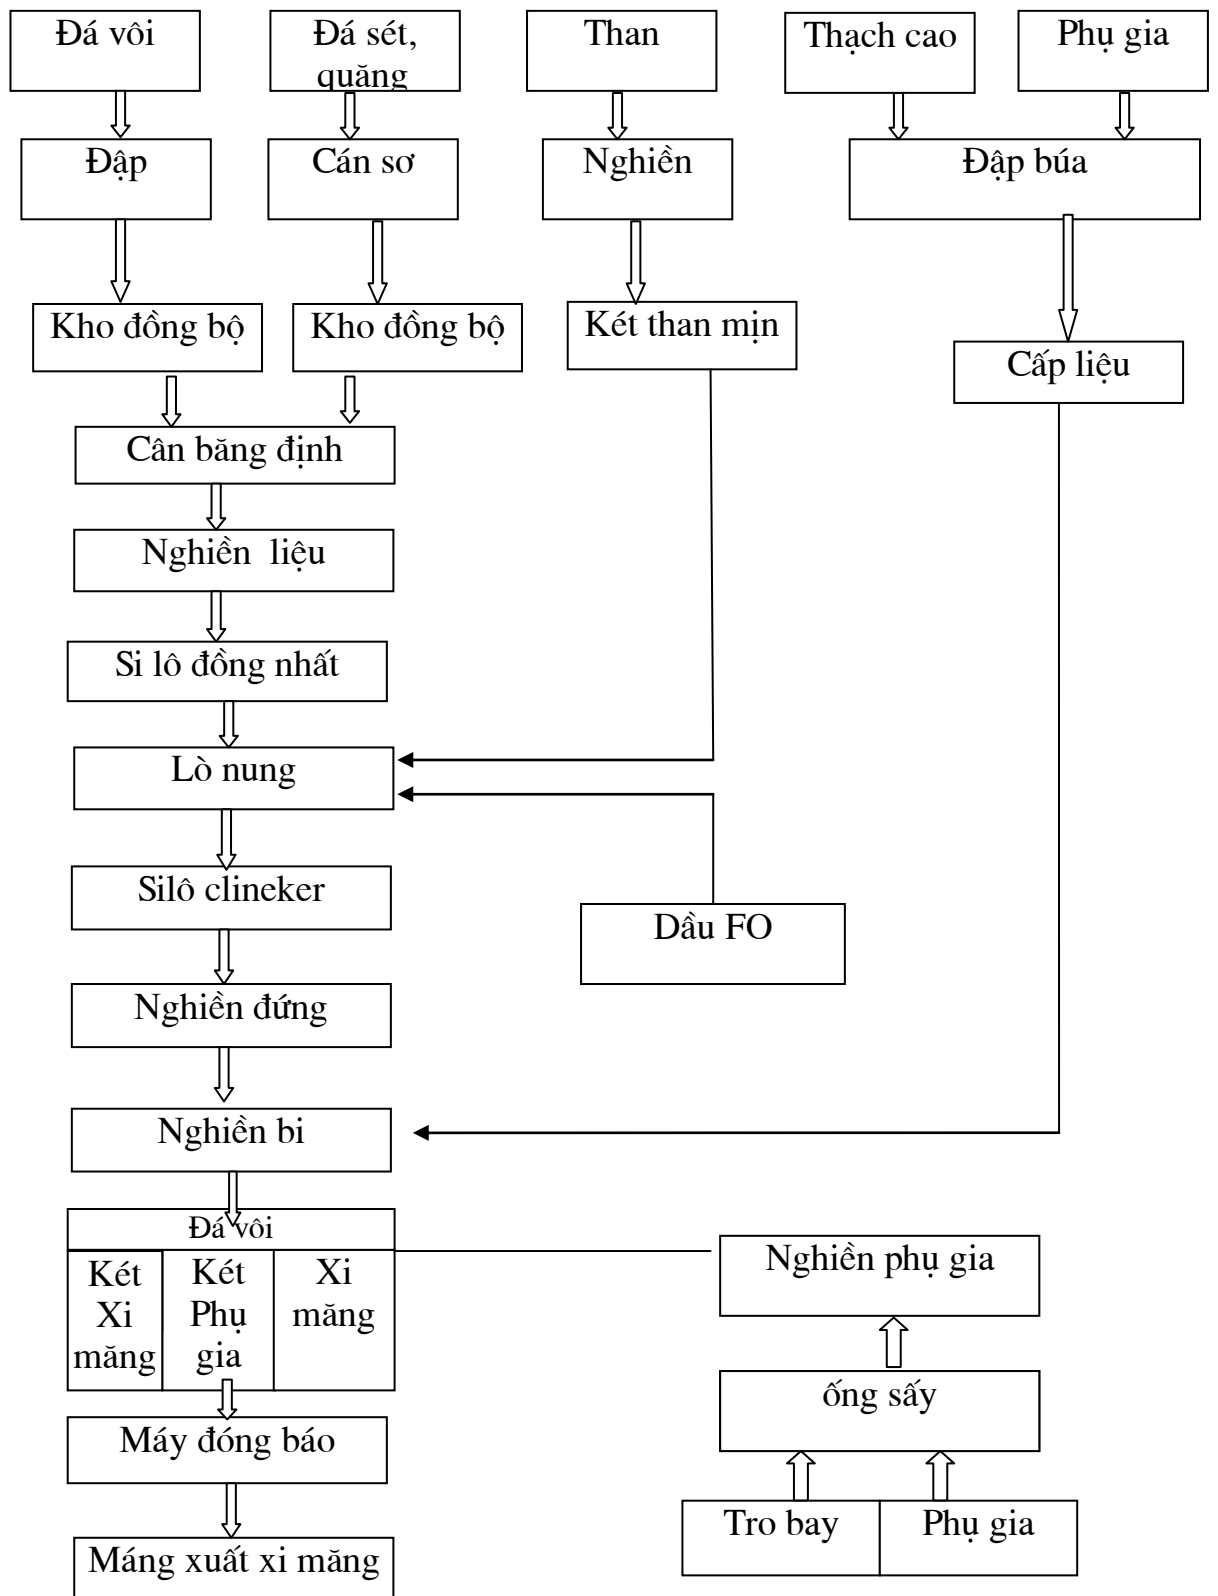 Đá vôi
Đá sét,
quăng
Than
Thạch cao
Phụ gia
Đập
Cán sơ
Nghiền
Đập búa
Kho đồng bộ
Kho đồng bộ
Két than mịn
Cấp liệu
Cân băng định
Nghiền liệu
Si lô đồng nhất
Lò nung
Silô clineker
Dầu FO
Nghiền đứng
Nghiền bi
Đá vôi
Két
Xi
măng
Két
Phụ
gia
Xi
măng
Nghiền phụ gia
ống sấy
Máy đóng báo
Tro bay
Phụ gia
Máng xuất xi măng